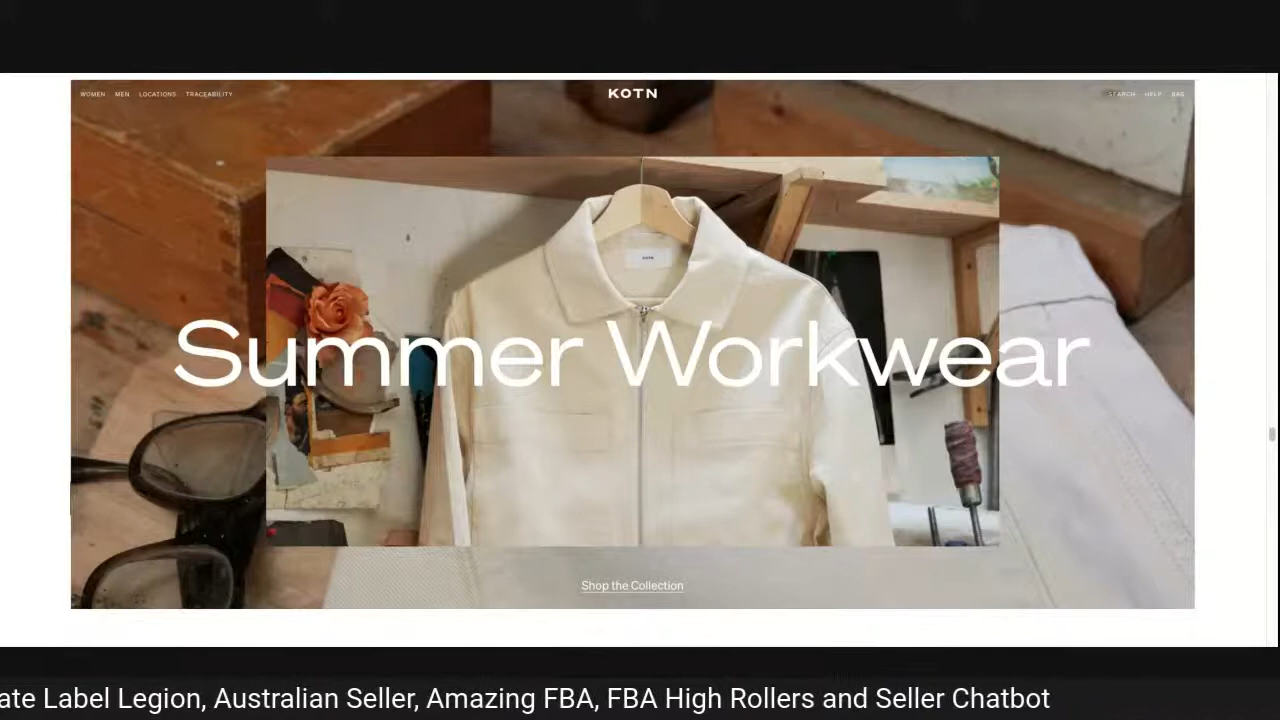 WOMEN MEN LOCATIONS TRACEABILITY KOTN SEARCH HELP BAG
KOTN
Summer Workwear
Shop the Collection
ate Label Legion, Australian Seller, Amazing FBA, FBA High Rollers and Seller Chatbot